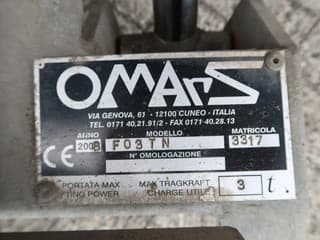 OMArS
VIA GENOVA, 61 - 12100 CUNEO - ITALIA
TEL. 0171 40.21.91/2 - FAX 0171 40.28.13
ANNO MODELLO MATRICOLA
2008 F03TN 3317
N° OMOLOGAZIONE
CE
PORTATA MAX MAX TRAGKRAFT 3 t.
LIFTING POWER CHARGE UTILE